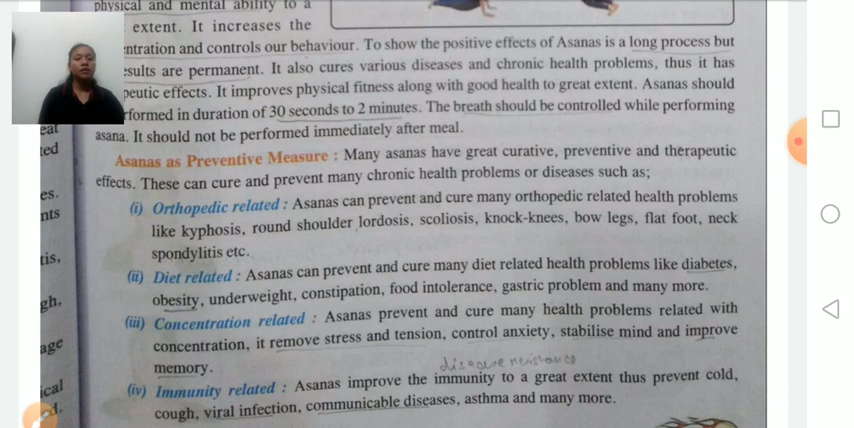 physical and mental ability to a
extent. It increases the
ntration and controls our behaviour. To show the positive effects of Asanas is a long process but
esults are permanent. It also cures various diseases and chronic health problems, thus it has
peutic effects. It improves physical fitness along with good health to great extent. Asanas should
rformed in duration of 30 seconds to 2 minutes. The breath should be controlled while performing
asana. It should not be performed immediately after meal.
Asanas as Preventive Measure : Many asanas have great curative, preventive and therapeutic
effects. These can cure and prevent many chronic health problems or diseases such as;
(i) Orthopedic related : Asanas can prevent and cure many orthopedic related health problems
like kyphosis, round shoulder lordosis, scoliosis, knock-knees, bow legs, flat foot, neck
spondylitis etc.
(ii) Diet related : Asanas can prevent and cure many diet related health problems like diabetes,
obesity, underweight, constipation, food intolerance, gastric problem and many more.
(iii) Concentration related : Asanas prevent and cure many health problems related with
concentration, it remove stress and tension, control anxiety, stabilise mind and improve
memory.
(iv) Immunity related : Asanas improve the immunity to a great extent thus prevent cold,
cough, viral infection, communicable diseases, asthma and many more.
eat
ted
es.
nts
tis,
gh,
age
ical